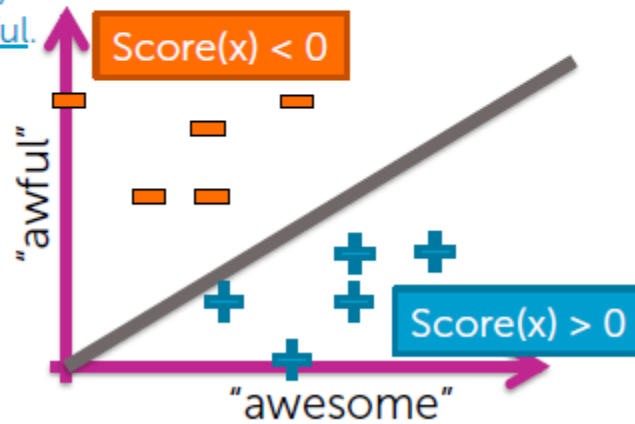 ul.
Score(x) < 0
"awful"
Score(x) > 0
"awesome"